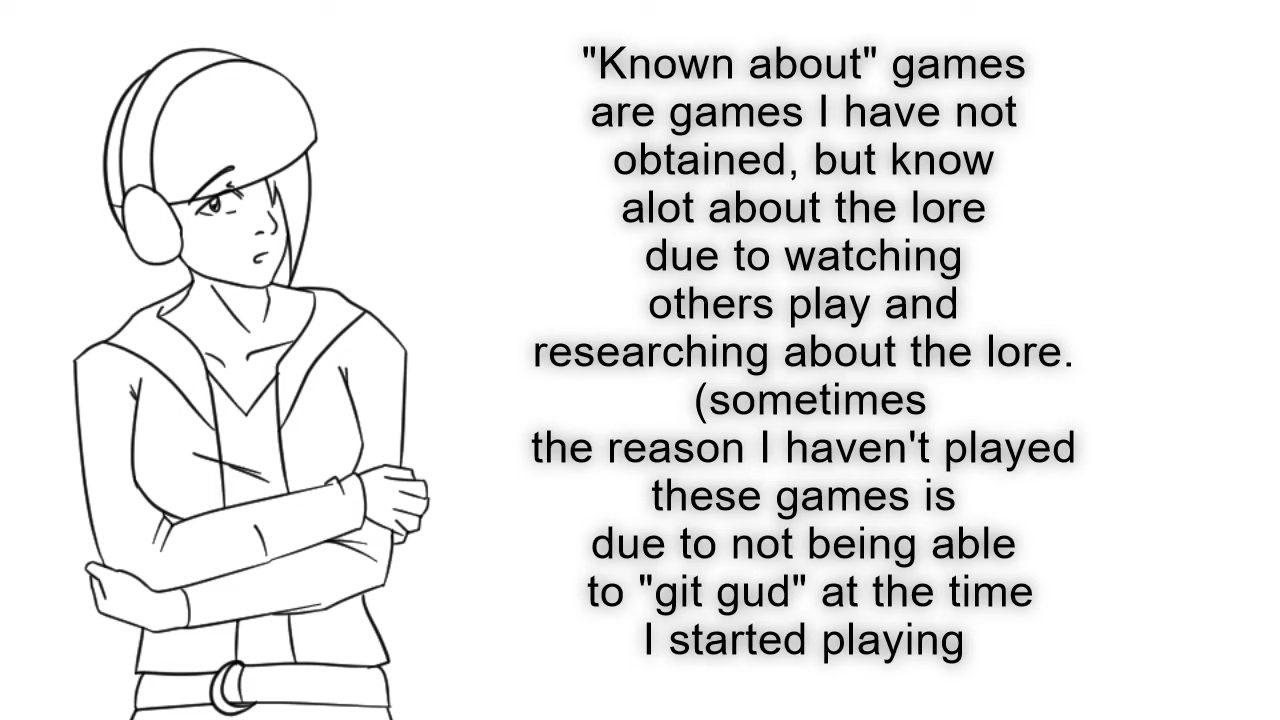 "Known about" games
are games I have not
obtained, but know
alot about the lore
due to watching
others play and
researching about the lore.
(sometimes
the reason I haven't played
these games is
due to not being able
to "git gud" at the time
I started playing